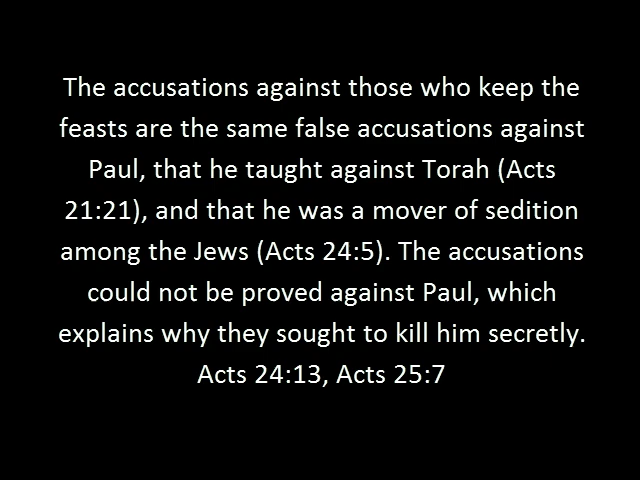 The accusations against those who keep the
feasts are the same false accusations against
Paul, that he taught against Torah (Acts
21:21), and that he was a mover of sedition
among the Jews (Acts 24:5). The accusations
could not be proved against Paul, which
explains why they sought to kill him secretly.
Acts 24:13, Acts 25:7